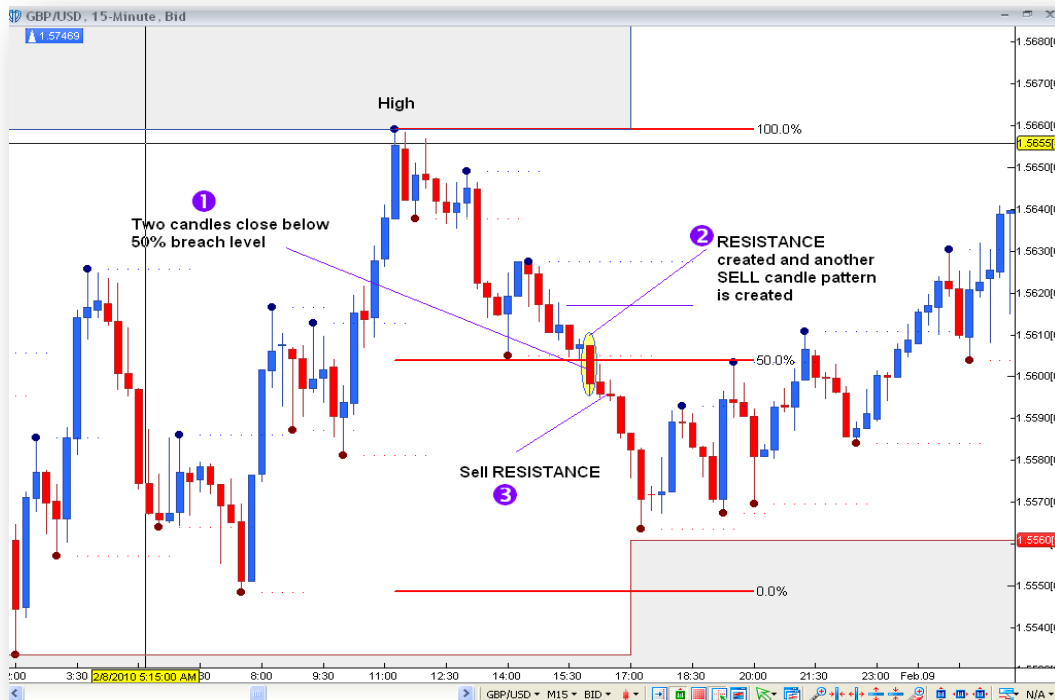 GBP/USD, 15-Minute, Bid
1.57469
High
100.0%
1
Two candles close below
50% breach level
2
RESISTANCE
created and another
SELL candle pattern
is created
50.0%
Sell RESISTANCE
3
0.0%
1.5680[
1.5670[
1.5660[
1.5655[
1.5650[
1.5640[
1.5630[
1.5620[
1.5610[
1.5600[
1.5590[
1.5580[
1.5570[
1.5560[
1.5550[
1.5540[
:00 3:30 2/8/2010 5:15:00 AM 30 8:00 9:30 11:00 12:30 14:00 15:30 17:00 18:30 20:00 21:30 23:00 Feb.09
GBP/USD M15 BID N/A